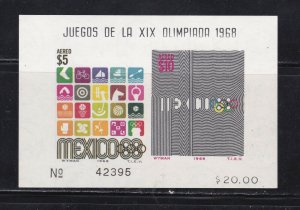 JUEGOS DE LA XIX OLIMPIADA 1968
AEREO
$5
MEXICO68
WYMAN 1968 T.I.E.V.
AEREO
$10
MEXICO
WYMAN 1968 T.I.E.V.
No 42395
$20.00